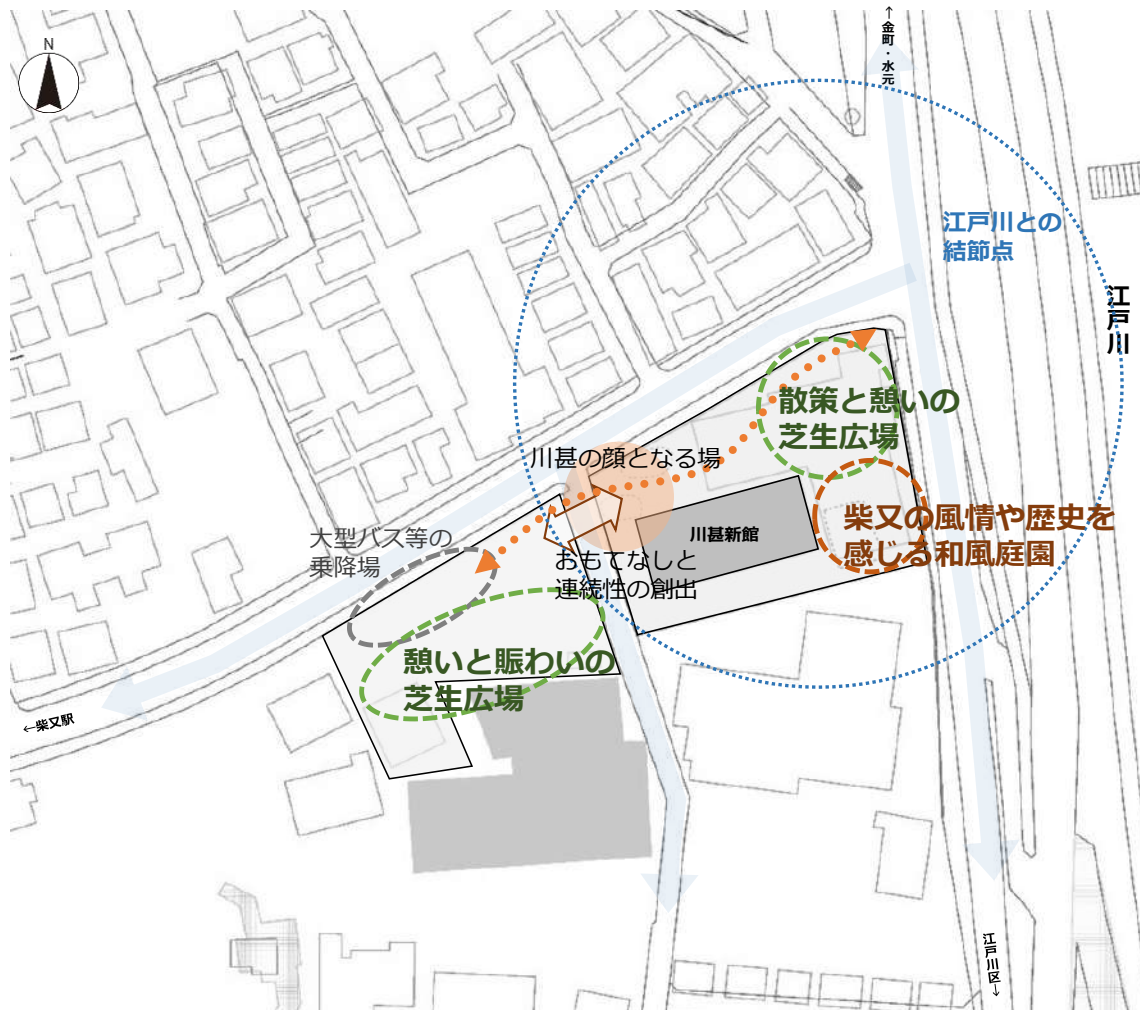 N
←金町・水元
江戸川との
結節点
江戸川
散策と憩いの
芝生広場
川甚の顔となる場
柴又の風情や歴史を
感じる和風庭園
川甚新館
大型バス等の
乗降場
おもてなしと
連続性の創出
憩いと賑わいの
芝生広場
←柴又駅
江戸川区→